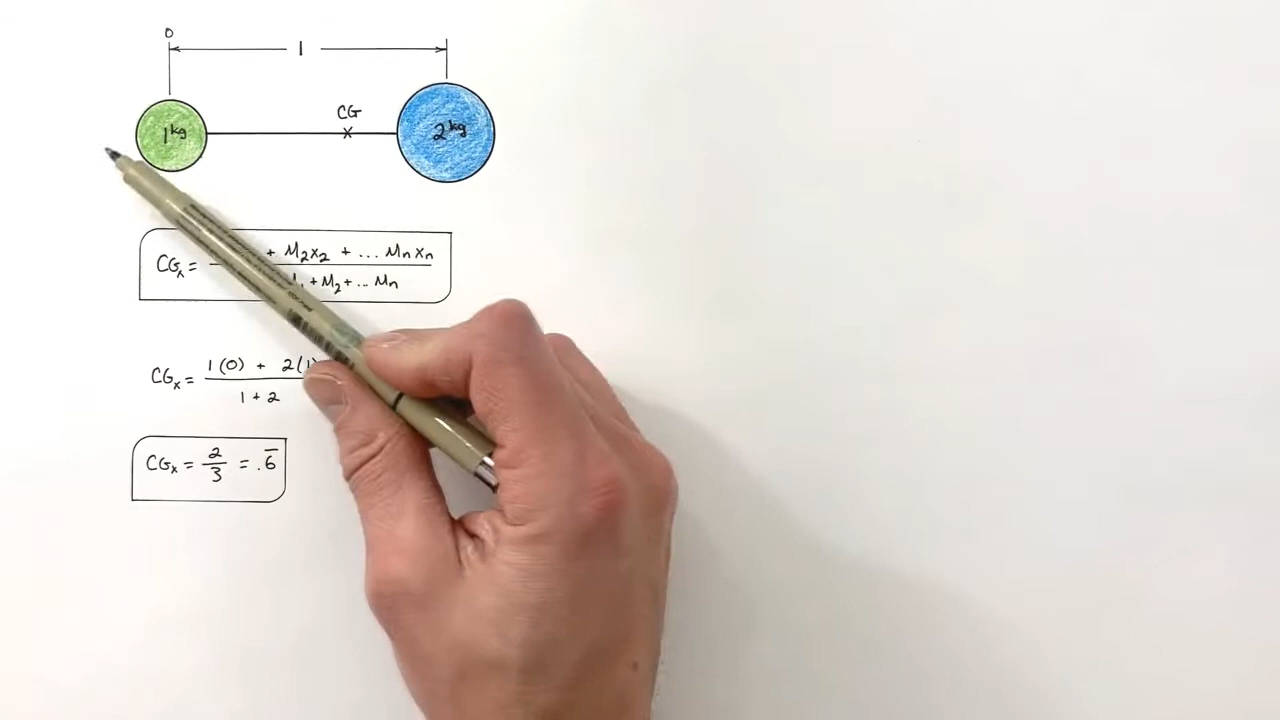 0
1
CG
1kg
2kg
+ M2x2 + ... Mnxn
CGx =
+ M2 + ... Mn
1(0) + 2(1)
CGx =
1 + 2
CGx = 2/3 = .6̅